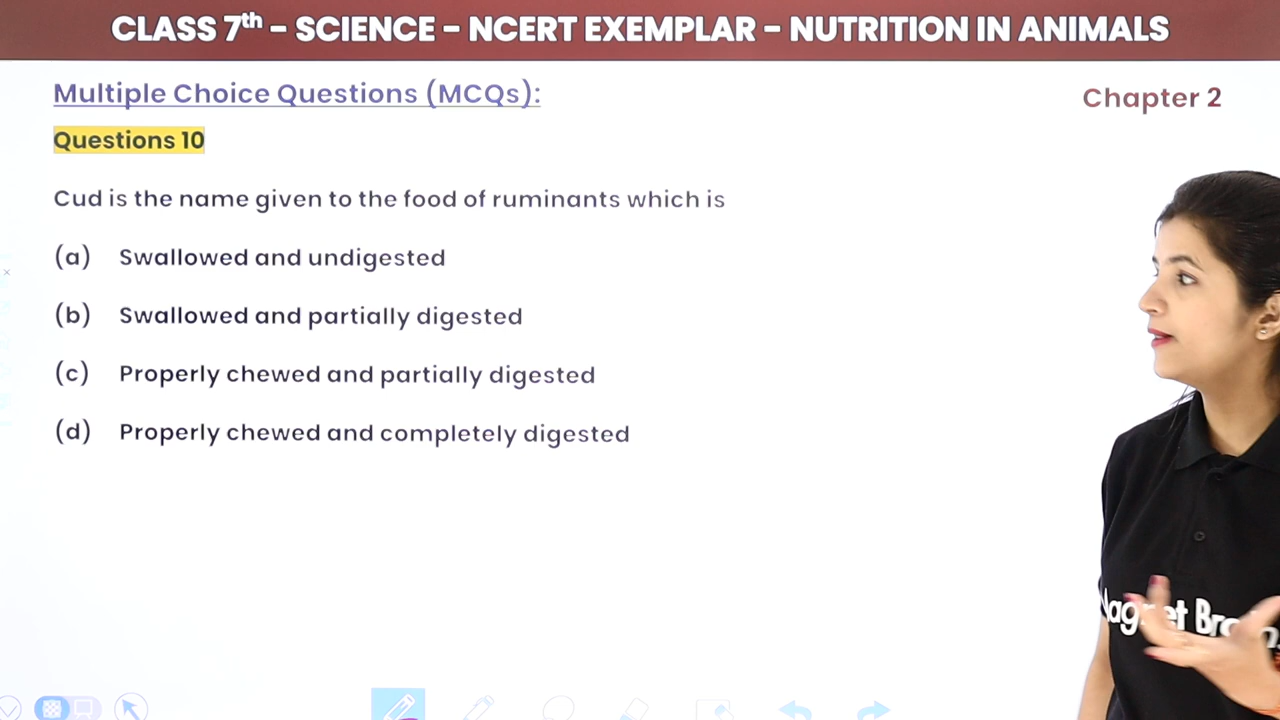 CLASS 7th – SCIENCE – NCERT EXEMPLAR – NUTRITION IN ANIMALS
Multiple Choice Questions (MCQs):
Chapter 2
Questions 10
Cud is the name given to the food of ruminants which is
(a) Swallowed and undigested
(b) Swallowed and partially digested
(c) Properly chewed and partially digested
(d) Properly chewed and completely digested